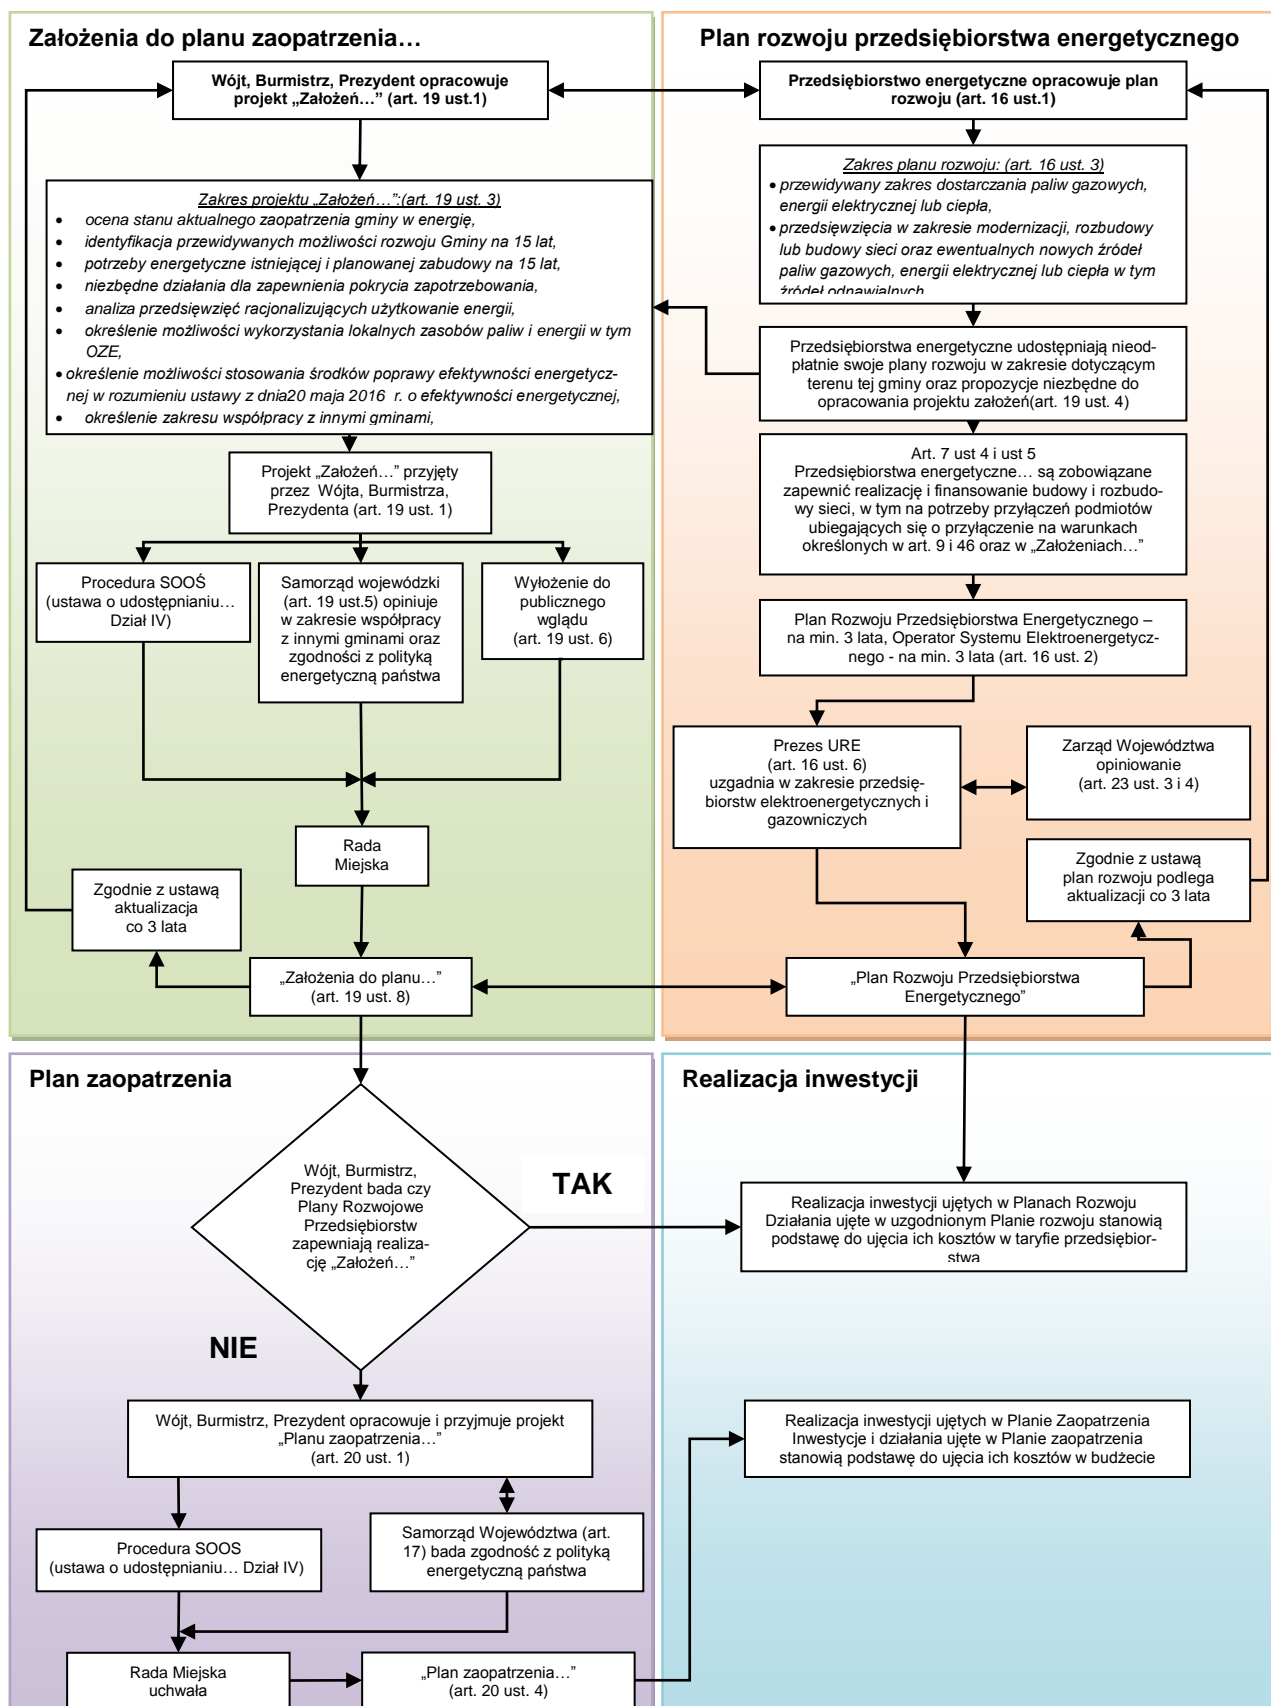 Założenia do planu zaopatrzenia…
Wójt, Burmistrz, Prezydent opracowuje
projekt „Założeń…” (art. 19 ust.1)
Zakres projektu „Założeń…”:(art. 19 ust. 3)
• ocena stanu aktualnego zaopatrzenia gminy w energię,
• identyfikacja przewidywanych możliwości rozwoju Gminy na 15 lat,
• potrzeby energetyczne istniejącej i planowanej zabudowy na 15 lat,
• niezbędne działania dla zapewnienia pokrycia zapotrzebowania,
• analiza przedsięwzięć racjonalizujących użytkowanie energii,
• określenie możliwości wykorzystania lokalnych zasobów paliw i energii w tym
OZE,
• określenie możliwości stosowania środków poprawy efektywności energetycz-
nej w rozumieniu ustawy z dnia20 maja 2016 r. o efektywności energetycznej,
• określenie zakresu współpracy z innymi gminami,
Projekt „Założeń…” przyjęty
przez Wójta, Burmistrza,
Prezydenta (art. 19 ust. 1)
Procedura SOOŚ
(ustawa o udostępnianiu…
Dział IV)
Samorząd wojewódzki
(art. 19 ust.5) opiniuje
w zakresie współpracy
z innymi gminami oraz
zgodności z polityką
energetyczną państwa
Wyłożenie do
publicznego
wglądu
(art. 19 ust. 6)
Rada
Miejska
Zgodnie z ustawą
aktualizacja
co 3 lata
„Założenia do planu…”
(art. 19 ust. 8)
Plan rozwoju przedsiębiorstwa energetycznego
Przedsiębiorstwo energetyczne opracowuje plan
rozwoju (art. 16 ust.1)
Zakres planu rozwoju: (art. 16 ust. 3)
• przewidywany zakres dostarczania paliw gazowych,
energii elektrycznej lub ciepła,
• przedsięwzięcia w zakresie modernizacji, rozbudowy
lub budowy sieci oraz ewentualnych nowych źródeł
paliw gazowych, energii elektrycznej lub ciepła w tym
źródeł odnawialnych
Przedsiębiorstwa energetyczne udostępniają nieod-
płatnie swoje plany rozwoju w zakresie dotyczącym
terenu tej gminy oraz propozycje niezbędne do
opracowania projektu założeń(art. 19 ust. 4)
Art. 7 ust 4 i ust 5
Przedsiębiorstwa energetyczne… są zobowiązane
zapewnić realizację i finansowanie budowy i rozbudo-
wy sieci, w tym na potrzeby przyłączeń podmiotów
ubiegających się o przyłączenie na warunkach
określonych w art. 9 i 46 oraz w „Założeniach…”
Plan Rozwoju Przedsiębiorstwa Energetycznego –
na min. 3 lata, Operator Systemu Elektroenergetycz-
nego - na min. 3 lata (art. 16 ust. 2)
Prezes URE
(art. 16 ust. 6)
uzgadnia w zakresie przedsię-
biorstw elektroenergetycznych i
gazowniczych
Zarząd Województwa
opiniowanie
(art. 23 ust. 3 i 4)
Zgodnie z ustawą
plan rozwoju podlega
aktualizacji co 3 lata
„Plan Rozwoju Przedsiębiorstwa
Energetycznego”
Plan zaopatrzenia
Wójt, Burmistrz,
Prezydent bada czy
Plany Rozwojowe
Przedsiębiorstw
zapewniają realiza-
cję „Założeń…”
TAK
NIE
Wójt, Burmistrz, Prezydent opracowuje i przyjmuje projekt
„Planu zaopatrzenia…”
(art. 20 ust. 1)
Procedura SOOS
(ustawa o udostępnianiu… Dział IV)
Samorząd Województwa (art.
17) bada zgodność z polityką
energetyczną państwa
Rada Miejska
uchwała
„Plan zaopatrzenia…”
(art. 20 ust. 4)
Realizacja inwestycji
Realizacja inwestycji ujętych w Planach Rozwoju
Działania ujęte w uzgodnionym Planie rozwoju stanowią
podstawę do ujęcia ich kosztów w taryfie przedsiębior-
stwa
Realizacja inwestycji ujętych w Planie Zaopatrzenia
Inwestycje i działania ujęte w Planie zaopatrzenia
stanowią podstawę do ujęcia ich kosztów w budżecie